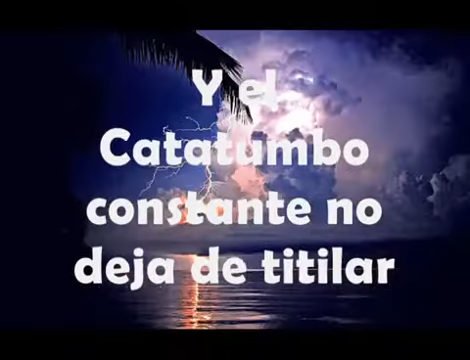 Y el
Catatumbo
constante no
deja de titilar